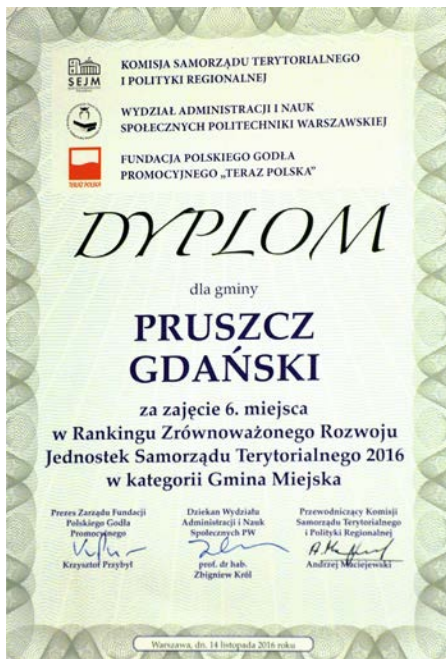 SEJM
KOMISJA SAMORZĄDU TERYTORIALNEGO
I POLITYKI REGIONALNEJ
WYDZIAŁ ADMINISTRACJI I NAUK
SPOŁECZNYCH POLITECHNIKI WARSZAWSKIEJ
TERAZ POLSKA
FUNDACJA POLSKIEGO GODŁA
PROMOCYJNEGO „TERAZ POLSKA”
DYPLOM
dla gminy
PRUSZCZ
GDAŃSKI
za zajęcie 6. miejsca
w Rankingu Zrównoważonego Rozwoju
Jednostek Samorządu Terytorialnego 2016
w kategorii Gmina Miejska
Prezes Zarządu Fundacji
Polskiego Godła
Promocyjnego
Krzysztof Przybył
Dziekan Wydziału
Administracji i Nauk
Społecznych PW
prof. dr hab.
Zbigniew Król
Przewodniczący Komisji
Samorządu Terytorialnego
i Polityki Regionalnej
Andrzej Maciejewski
Warszawa, dn. 14 listopada 2016 roku